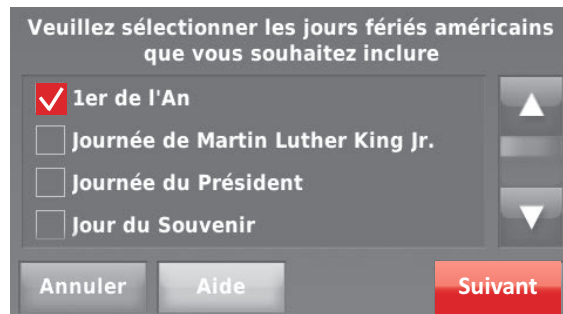 Veuillez sélectionner les jours fériés américains
que vous souhaitez inclure
1er de l'An
Journée de Martin Luther King Jr.
Journée du Président
Jour du Souvenir
Annuler
Aide
Suivant